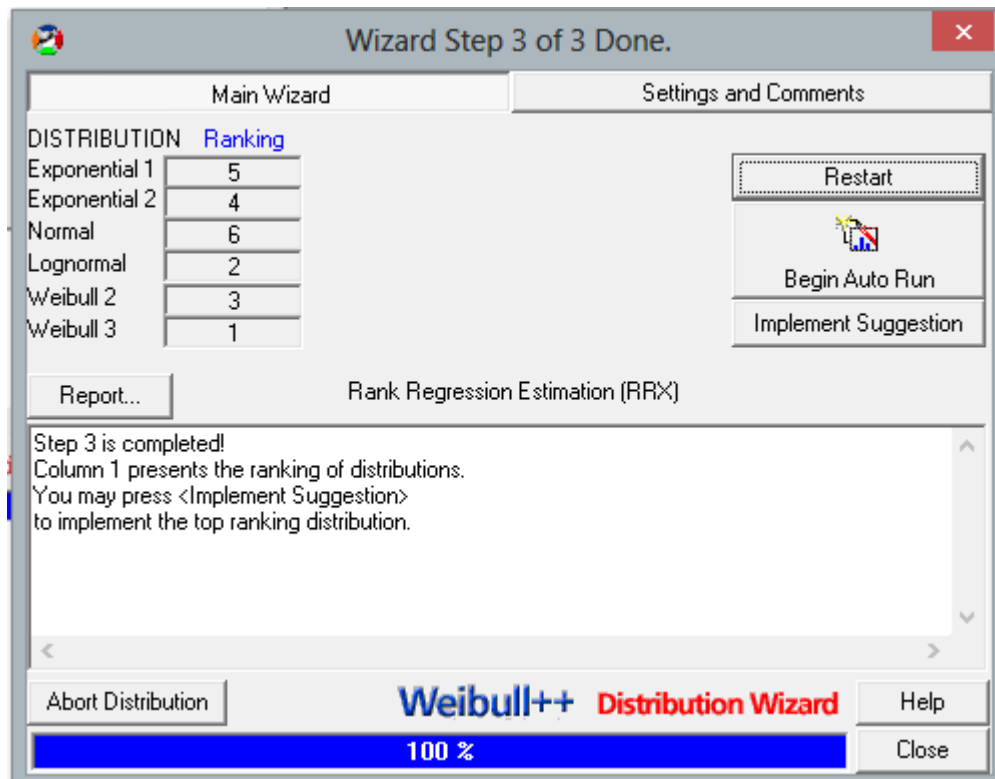 Wizard Step 3 of 3 Done.
Main Wizard
Settings and Comments
DISTRIBUTION Ranking
Exponential 1 5
Exponential 2 4
Normal 6
Lognormal 2
Weibull 2 3
Weibull 3 1
Restart
Begin Auto Run
Implement Suggestion
Report...
Rank Regression Estimation (RRX)
Step 3 is completed!
Column 1 presents the ranking of distributions.
You may press <Implement Suggestion>
to implement the top ranking distribution.
Abort Distribution
Weibull++ Distribution Wizard
Help
100 %
Close